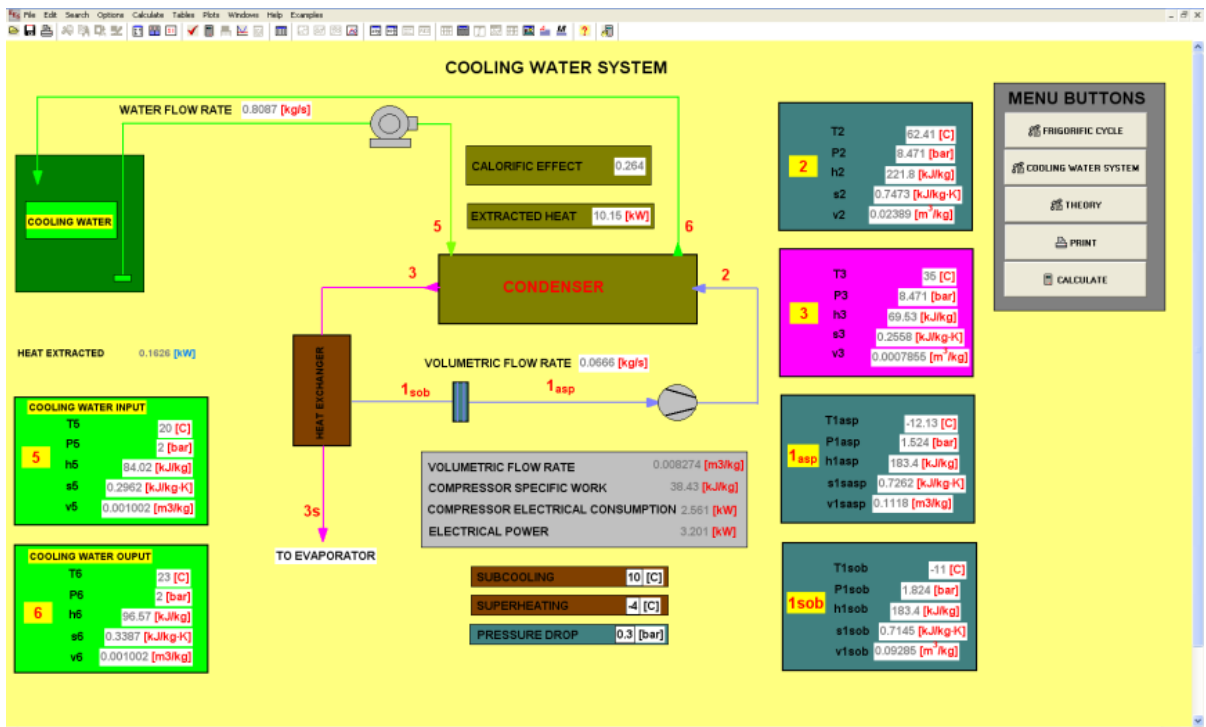 File Edit Search Options Calculate Tables Plots Windows Help Examples
COOLING WATER SYSTEM
WATER FLOW RATE 0.8087 [kg/s]
CALORIFIC EFFECT 0.264
EXTRACTED HEAT 10.15 [kW]
COOLING WATER
5
6
3
CONDENSER
2
HEAT EXCHANGER
HEAT EXTRACTED 0.1626 [kW]
VOLUMETRIC FLOW RATE 0.0666 [kg/s]
1sob
1asp
3s
TO EVAPORATOR
COOLING WATER INPUT
5
T5 20 [C]
P5 2 [bar]
h5 84.02 [kJ/kg]
s5 0.2962 [kJ/kg-K]
v5 0.001002 [m3/kg]
COOLING WATER OUPUT
6
T6 23 [C]
P6 2 [bar]
h6 96.57 [kJ/kg]
s6 0.3387 [kJ/kg-K]
v6 0.001002 [m3/kg]
VOLUMETRIC FLOW RATE 0.008274 [m3/kg]
COMPRESSOR SPECIFIC WORK 38.43 [kJ/kg]
COMPRESSOR ELECTRICAL CONSUMPTION 2.561 [kW]
ELECTRICAL POWER 3.201 [kW]
SUBCOOLING 10 [C]
SUPERHEATING -4 [C]
PRESSURE DROP 0.3 [bar]
2
T2 62.41 [C]
P2 8.471 [bar]
h2 221.8 [kJ/kg]
s2 0.7473 [kJ/kg-K]
v2 0.02389 [m³/kg]
3
T3 35 [C]
P3 8.471 [bar]
h3 69.53 [kJ/kg]
s3 0.2558 [kJ/kg-K]
v3 0.0007855 [m³/kg]
1asp
T1asp -12.13 [C]
P1asp 1.524 [bar]
h1asp 183.4 [kJ/kg]
s1sasp 0.7262 [kJ/kg-K]
v1sasp 0.1118 [m3/kg]
1sob
T1sob -11 [C]
P1sob 1.824 [bar]
h1sob 183.4 [kJ/kg]
s1sob 0.7145 [kJ/kg-K]
v1sob 0.09285 [m³/kg]
MENU BUTTONS
FRIGORIFIC CYCLE
COOLING WATER SYSTEM
THEORY
PRINT
CALCULATE